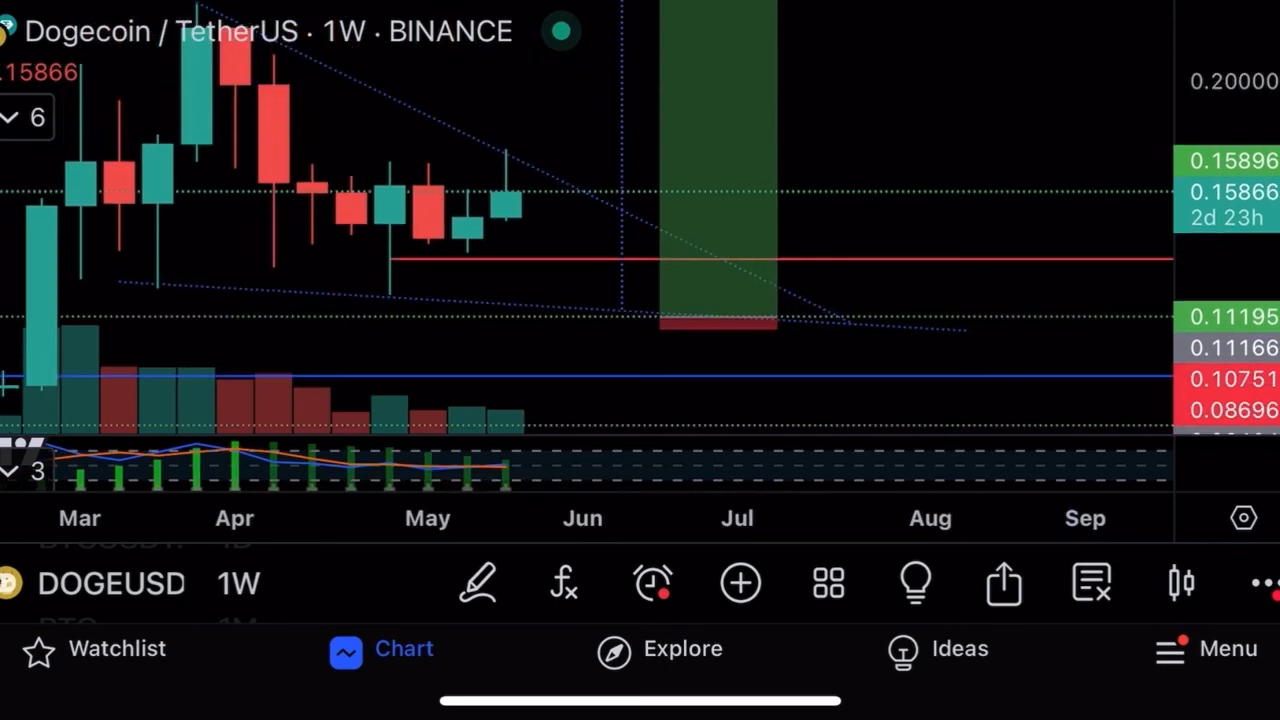 Dogecoin / TetherUS · 1W · BINANCE
.15866
6
0.20000
0.15896
0.15866
2d 23h
0.11195
0.11166
0.10751
0.08696
3
Mar Apr May Jun Jul Aug Sep
DOGEUSD 1W
Watchlist Chart Explore Ideas Menu